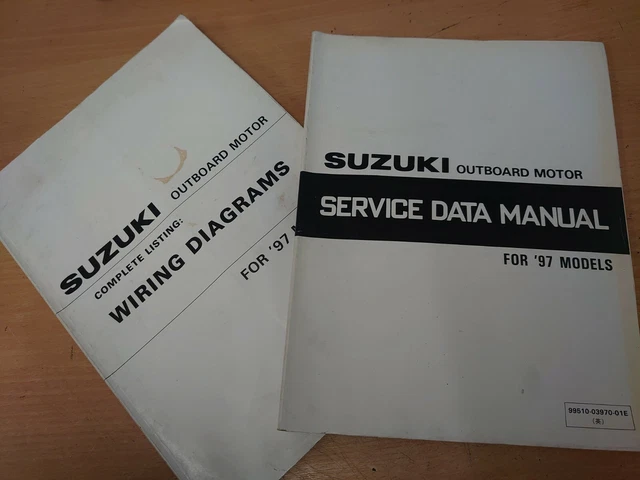 SUZUKI OUTBOARD MOTOR
COMPLETE LISTING:
WIRING DIAGRAMS
FOR '97
SUZUKI OUTBOARD MOTOR
SERVICE DATA MANUAL
FOR '97 MODELS
99510-03970-01E
(英)